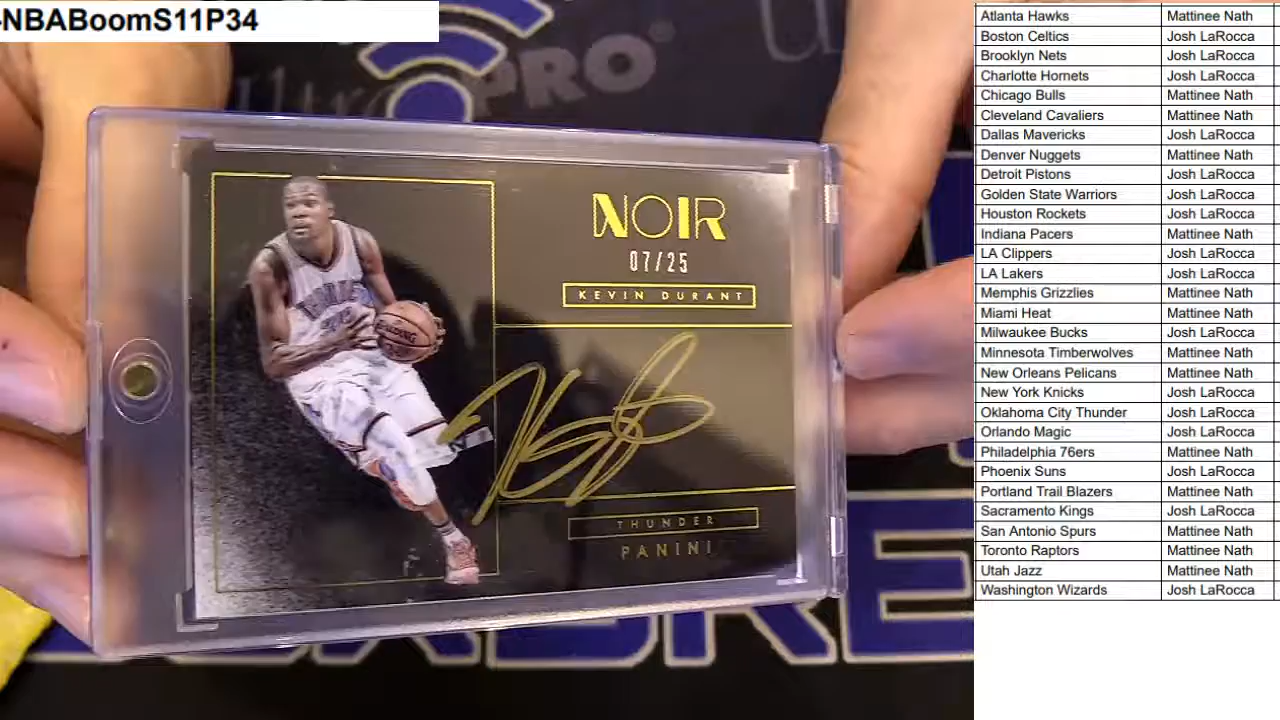 -NBABoomS11P34
Ultra PRO
NOIR
07/25
KEVIN DURANT
SPALDING
THUNDER
PANINI
Atlanta Hawks Mattinee Nath
Boston Celtics Josh LaRocca
Brooklyn Nets Josh LaRocca
Charlotte Hornets Josh LaRocca
Chicago Bulls Mattinee Nath
Cleveland Cavaliers Mattinee Nath
Dallas Mavericks Josh LaRocca
Denver Nuggets Mattinee Nath
Detroit Pistons Josh LaRocca
Golden State Warriors Josh LaRocca
Houston Rockets Josh LaRocca
Indiana Pacers Mattinee Nath
LA Clippers Josh LaRocca
LA Lakers Josh LaRocca
Memphis Grizzlies Mattinee Nath
Miami Heat Mattinee Nath
Milwaukee Bucks Josh LaRocca
Minnesota Timberwolves Mattinee Nath
New Orleans Pelicans Mattinee Nath
New York Knicks Josh LaRocca
Oklahoma City Thunder Josh LaRocca
Orlando Magic Josh LaRocca
Philadelphia 76ers Mattinee Nath
Phoenix Suns Josh LaRocca
Portland Trail Blazers Mattinee Nath
Sacramento Kings Josh LaRocca
San Antonio Spurs Mattinee Nath
Toronto Raptors Mattinee Nath
Utah Jazz Mattinee Nath
Washington Wizards Josh LaRocca